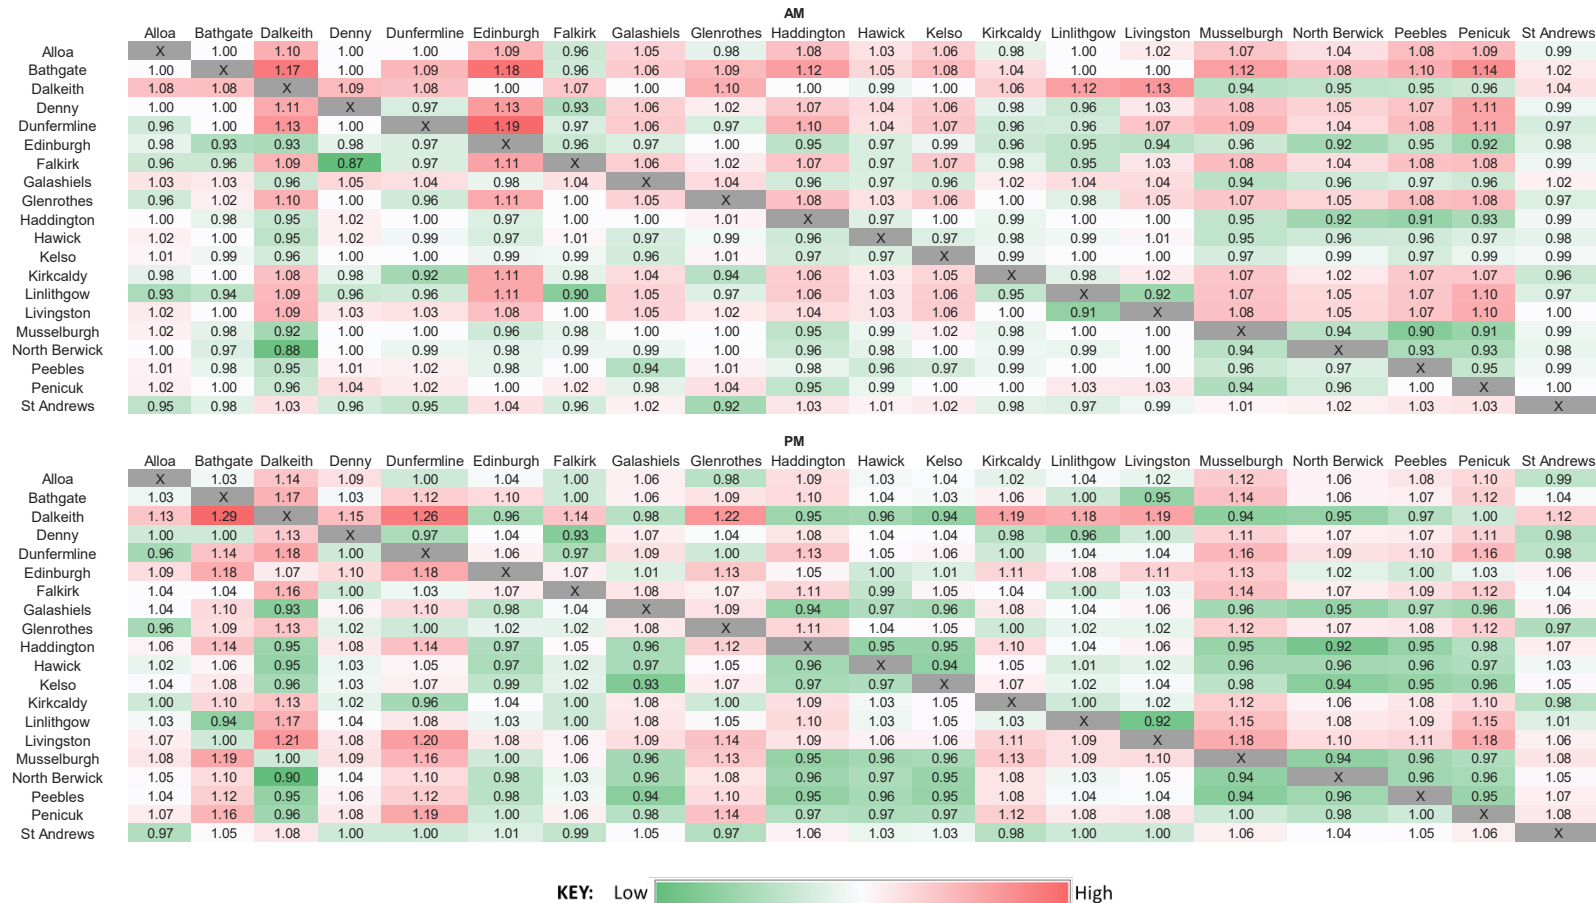 AM
Alloa Bathgate Dalkeith Denny Dunfermline Edinburgh Falkirk Galashiels Glenrothes Haddington Hawick Kelso Kirkcaldy Linlithgow Livingston Musselburgh North Berwick Peebles Penicuk St Andrews
Alloa X 1.00 1.10 1.00 1.00 1.09 0.96 1.05 0.98 1.08 1.03 1.06 0.98 1.00 1.02 1.07 1.04 1.08 1.09 0.99
Bathgate 1.00 X 1.17 1.00 1.09 1.18 0.96 1.06 1.09 1.12 1.05 1.08 1.04 1.00 1.00 1.12 1.08 1.10 1.14 1.02
Dalkeith 1.08 1.08 X 1.09 1.08 1.00 1.07 1.00 1.10 1.00 0.99 1.00 1.06 1.12 1.13 0.94 0.95 0.95 0.96 1.04
Denny 1.00 1.00 1.11 X 0.97 1.13 0.93 1.06 1.02 1.07 1.04 1.06 0.98 0.96 1.03 1.08 1.05 1.07 1.11 0.99
Dunfermline 0.96 1.00 1.13 1.00 X 1.19 0.97 1.06 0.97 1.10 1.04 1.07 0.96 0.96 1.07 1.09 1.04 1.08 1.11 0.97
Edinburgh 0.98 0.93 0.93 0.98 0.97 X 0.96 0.97 1.00 0.95 0.97 0.99 0.96 0.95 0.94 0.96 0.92 0.95 0.92 0.98
Falkirk 0.96 0.96 1.09 0.87 0.97 1.11 X 1.06 1.02 1.07 1.03 1.07 0.98 0.95 1.03 1.08 1.04 1.08 1.08 0.99
Galashiels 1.03 1.03 0.96 1.05 1.04 0.98 1.04 X 1.04 0.96 0.97 0.96 1.02 1.04 1.04 0.94 0.96 0.97 0.96 1.02
Glenrothes 0.96 1.02 1.10 1.00 0.96 1.11 1.00 1.05 X 1.08 1.03 1.06 1.00 0.98 1.05 1.07 1.05 1.08 1.08 0.97
Haddington 1.00 0.98 0.95 1.02 1.00 0.97 1.00 1.00 1.01 X 0.97 1.00 0.99 1.00 1.00 0.95 0.92 0.91 0.93 0.99
Hawick 1.02 1.00 0.95 1.02 0.99 0.97 1.01 0.97 0.99 0.96 X 0.97 0.98 0.99 1.01 0.95 0.96 0.96 0.97 0.98
Kelso 1.01 0.99 0.96 1.00 1.00 0.99 0.99 0.96 1.01 0.97 0.97 X 0.99 1.00 1.00 0.97 0.99 0.97 0.99 0.99
Kirkcaldy 0.98 1.00 1.08 0.98 0.92 1.11 0.98 1.04 0.94 1.06 1.03 1.05 X 0.98 1.02 1.07 1.02 1.07 1.07 0.96
Linlithgow 0.93 0.94 1.09 0.96 0.96 1.11 0.90 1.05 0.97 1.06 1.03 1.06 0.95 X 0.92 1.07 1.05 1.07 1.10 0.97
Livingston 1.02 1.00 1.09 1.03 1.03 1.08 1.00 1.05 1.02 1.04 1.03 1.06 1.00 0.91 X 1.08 1.05 1.07 1.10 1.00
Musselburgh 1.02 0.98 0.92 1.02 1.00 0.96 0.98 1.00 1.00 0.95 0.99 1.02 0.98 1.00 1.00 X 0.94 0.90 0.91 0.99
North Berwick 1.00 0.97 0.88 1.00 0.99 0.98 0.99 0.99 1.00 0.96 0.98 1.00 0.99 0.99 1.00 0.94 X 0.93 0.93 0.98
Peebles 1.01 0.98 0.95 1.01 1.02 0.98 1.00 0.94 1.01 0.98 0.96 0.97 0.99 1.00 1.00 0.96 0.97 X 0.95 0.99
Penicuk 1.02 1.00 0.96 1.04 1.02 1.00 1.02 0.98 1.04 0.95 0.99 1.00 1.00 1.03 1.03 0.94 0.96 1.00 X 1.00
St Andrews 0.95 0.98 1.03 0.96 0.95 1.04 0.96 1.02 0.92 1.03 1.01 1.02 0.98 0.97 0.99 1.01 1.02 1.03 1.03 X
PM
Alloa Bathgate Dalkeith Denny Dunfermline Edinburgh Falkirk Galashiels Glenrothes Haddington Hawick Kelso Kirkcaldy Linlithgow Livingston Musselburgh North Berwick Peebles Penicuk St Andrews
Alloa X 1.03 1.14 1.09 1.00 1.04 1.00 1.06 0.98 1.09 1.03 1.04 1.02 1.04 1.02 1.12 1.06 1.08 1.10 0.99
Bathgate 1.03 X 1.17 1.03 1.12 1.10 1.00 1.06 1.09 1.10 1.04 1.03 1.06 1.00 0.95 1.14 1.06 1.07 1.12 1.04
Dalkeith 1.13 1.29 X 1.15 1.26 0.96 1.14 0.98 1.22 0.95 0.96 0.94 1.19 1.18 1.19 0.94 0.95 0.97 1.00 1.12
Denny 1.00 1.00 1.13 X 0.97 1.04 0.93 1.07 1.04 1.08 1.04 1.04 0.98 0.96 1.00 1.11 1.07 1.07 1.11 0.98
Dunfermline 0.96 1.14 1.18 1.00 X 1.06 0.97 1.09 1.00 1.13 1.05 1.06 1.00 1.04 1.04 1.16 1.09 1.10 1.16 0.98
Edinburgh 1.09 1.18 1.07 1.10 1.18 X 1.07 1.01 1.13 1.05 1.00 1.01 1.11 1.08 1.11 1.13 1.02 1.00 1.03 1.06
Falkirk 1.04 1.04 1.16 1.00 1.03 1.07 X 1.08 1.07 1.11 0.99 1.05 1.04 1.00 1.03 1.14 1.07 1.09 1.12 1.04
Galashiels 1.04 1.10 0.93 1.06 1.10 0.98 1.04 X 1.09 0.94 0.97 0.96 1.08 1.04 1.06 0.96 0.95 0.97 0.96 1.06
Glenrothes 0.96 1.09 1.13 1.02 1.00 1.02 1.02 1.08 X 1.11 1.04 1.05 1.00 1.02 1.02 1.12 1.07 1.08 1.12 0.97
Haddington 1.06 1.14 0.95 1.08 1.14 0.97 1.05 0.96 1.12 X 0.95 0.95 1.10 1.04 1.06 0.95 0.92 0.95 0.98 1.07
Hawick 1.02 1.06 0.95 1.03 1.05 0.97 1.02 0.97 1.05 0.96 X 0.94 1.05 1.01 1.02 0.96 0.96 0.96 0.97 1.03
Kelso 1.04 1.08 0.96 1.03 1.07 0.99 1.02 0.93 1.07 0.97 0.97 X 1.07 1.02 1.04 0.98 0.94 0.95 0.96 1.05
Kirkcaldy 1.00 1.10 1.13 1.02 0.96 1.04 1.00 1.08 1.00 1.09 1.03 1.05 X 1.00 1.02 1.12 1.06 1.08 1.10 0.98
Linlithgow 1.03 0.94 1.17 1.04 1.08 1.03 1.00 1.08 1.05 1.10 1.03 1.05 1.03 X 0.92 1.15 1.08 1.09 1.15 1.01
Livingston 1.07 1.00 1.21 1.08 1.20 1.08 1.06 1.09 1.14 1.09 1.06 1.06 1.11 1.09 X 1.18 1.10 1.11 1.18 1.06
Musselburgh 1.08 1.19 1.00 1.09 1.16 1.00 1.06 0.96 1.13 0.95 0.96 0.96 1.13 1.09 1.10 X 0.94 0.96 0.97 1.08
North Berwick 1.05 1.10 0.90 1.04 1.10 0.98 1.03 0.96 1.08 0.96 0.97 0.95 1.08 1.03 1.05 0.94 X 0.96 0.96 1.05
Peebles 1.04 1.12 0.95 1.06 1.12 0.98 1.03 0.94 1.10 0.95 0.96 0.95 1.08 1.04 1.04 0.94 0.96 X 0.95 1.07
Penicuk 1.07 1.16 0.96 1.08 1.19 1.00 1.06 0.98 1.14 0.97 0.97 0.97 1.12 1.08 1.08 1.00 0.98 1.00 X 1.08
St Andrews 0.97 1.05 1.08 1.00 1.00 1.01 0.99 1.05 0.97 1.06 1.03 1.03 0.98 1.00 1.00 1.06 1.04 1.05 1.06 X
KEY: Low High